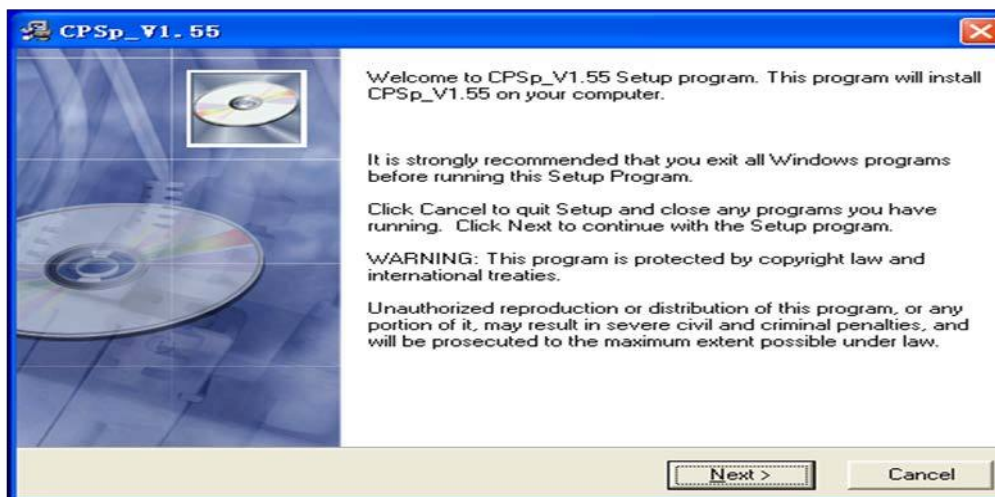 CPSp_V1.55
Welcome to CPSp_V1.55 Setup program. This program will install
CPSp_V1.55 on your computer.
It is strongly recommended that you exit all Windows programs
before running this Setup Program.
Click Cancel to quit Setup and close any programs you have
running. Click Next to continue with the Setup program.
WARNING: This program is protected by copyright law and
international treaties.
Unauthorized reproduction or distribution of this program, or any
portion of it, may result in severe civil and criminal penalties, and
will be prosecuted to the maximum extent possible under law.
Next >
Cancel